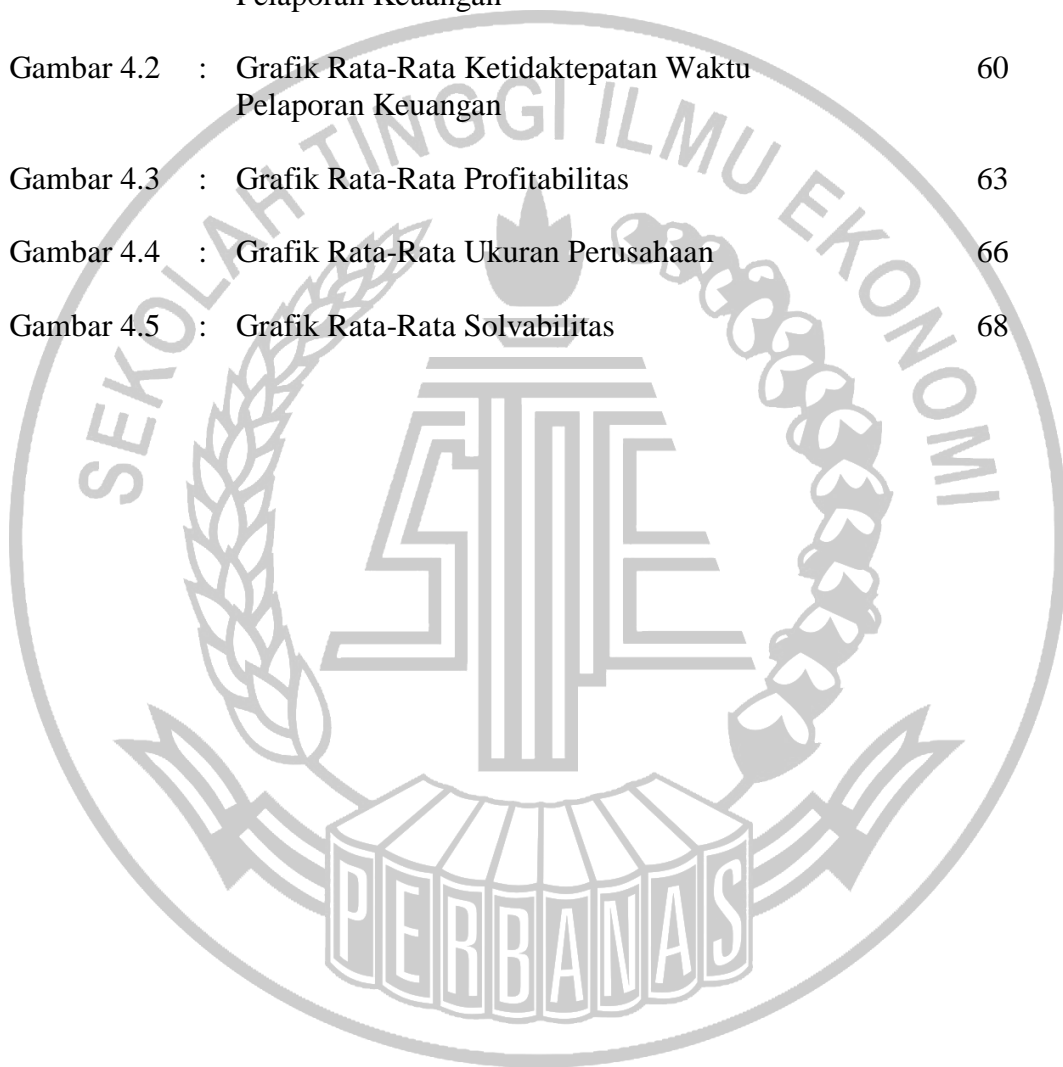 Pelaporan Keuangan
Gambar 4.2 : Grafik Rata-Rata Ketidaktepatan Waktu 60
Pelaporan Keuangan
Gambar 4.3 : Grafik Rata-Rata Profitabilitas 63
Gambar 4.4 : Grafik Rata-Rata Ukuran Perusahaan 66
Gambar 4.5 : Grafik Rata-Rata Solvabilitas 68
SEKOLAH TINGGI ILMU EKONOMI
STIE
PERBANAS